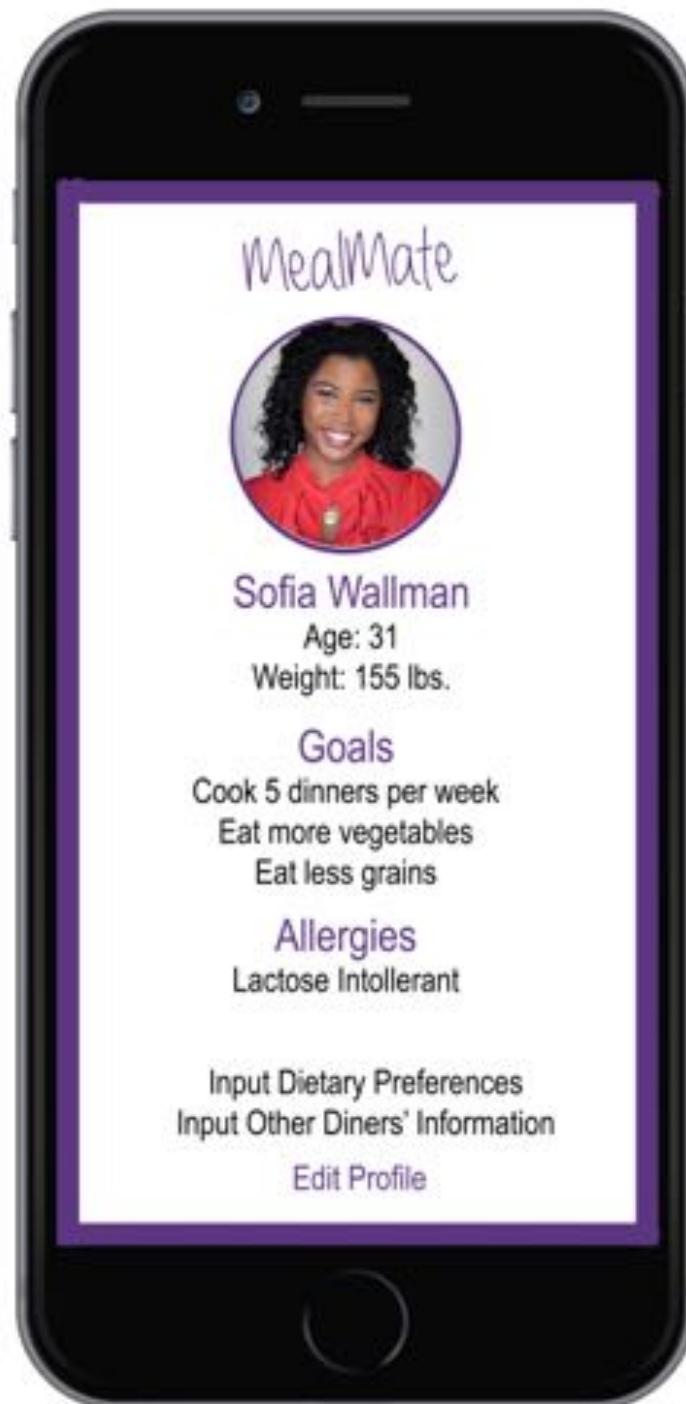 MealMate
Sofia Wallman
Age: 31
Weight: 155 lbs.
Goals
Cook 5 dinners per week
Eat more vegetables
Eat less grains
Allergies
Lactose Intollerant
Input Dietary Preferences
Input Other Diners' Information
Edit Profile